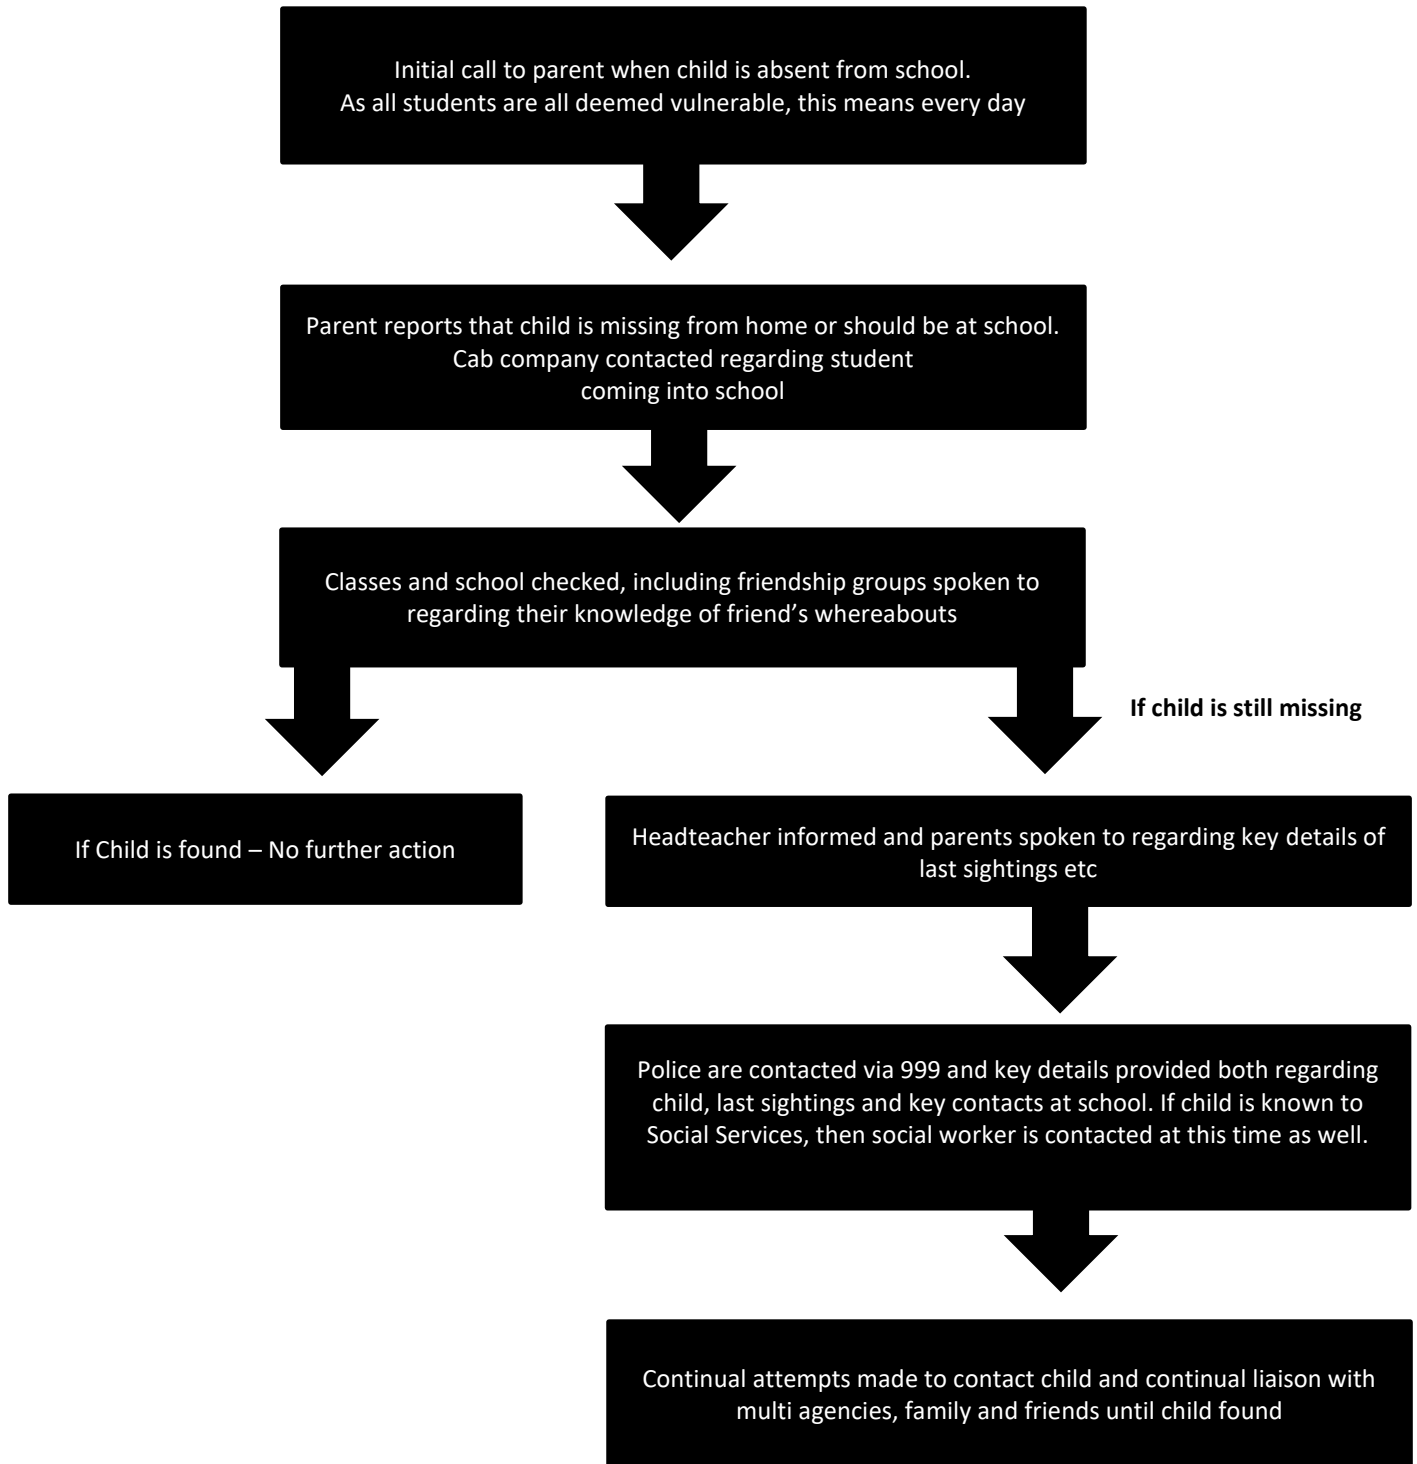 Initial call to parent when child is absent from school.
As all students are all deemed vulnerable, this means every day
Parent reports that child is missing from home or should be at school.
Cab company contacted regarding student
coming into school
Classes and school checked, including friendship groups spoken to
regarding their knowledge of friend’s whereabouts
If child is still missing
If Child is found – No further action
Headteacher informed and parents spoken to regarding key details of
last sightings etc
Police are contacted via 999 and key details provided both regarding
child, last sightings and key contacts at school. If child is known to
Social Services, then social worker is contacted at this time as well.
Continual attempts made to contact child and continual liaison with
multi agencies, family and friends until child found